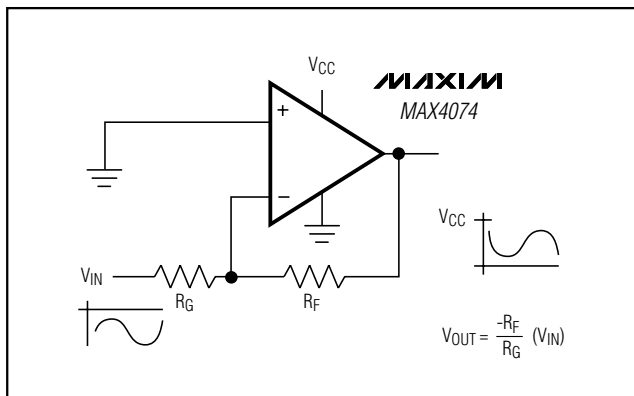 VCC
MAXIM
MAX4074
+
−
VCC
VIN
RG
RF
VOUT = -RF/RG (VIN)